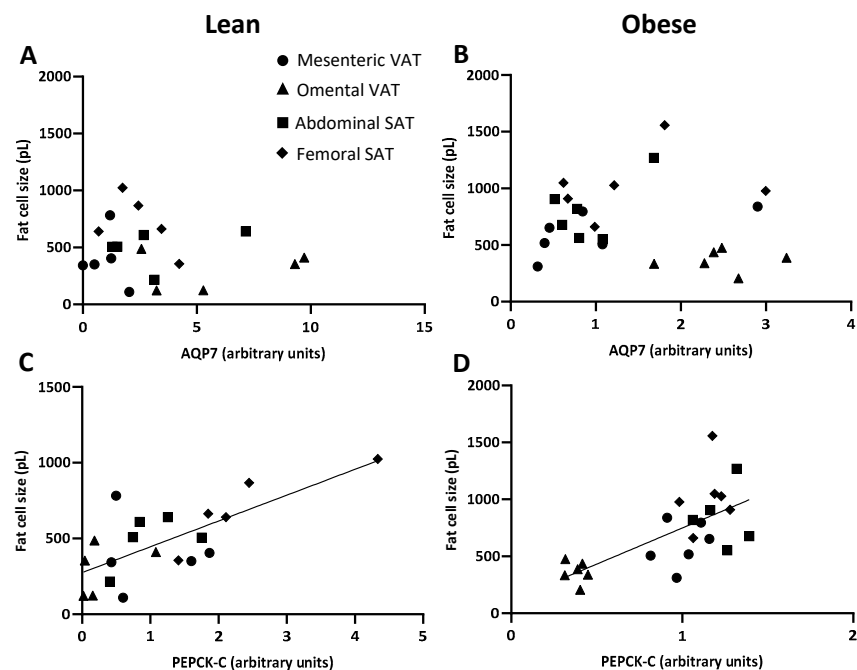 Lean
Obese
A
Mesenteric VAT
Omental VAT
Abdominal SAT
Femoral SAT
Fat cell size (pL)
2000
1500
1000
500
0
0 5 10 15
AQP7 (arbitrary units)
B
Fat cell size (pL)
2000
1500
1000
500
0
0 1 2 3 4
AQP7 (arbitrary units)
C
Fat cell size (pL)
1500
1000
500
0
0 1 2 3 4 5
PEPCK-C (arbitrary units)
D
Fat cell size (pL)
2000
1500
1000
500
0
0 1 2
PEPCK-C (arbitrary units)